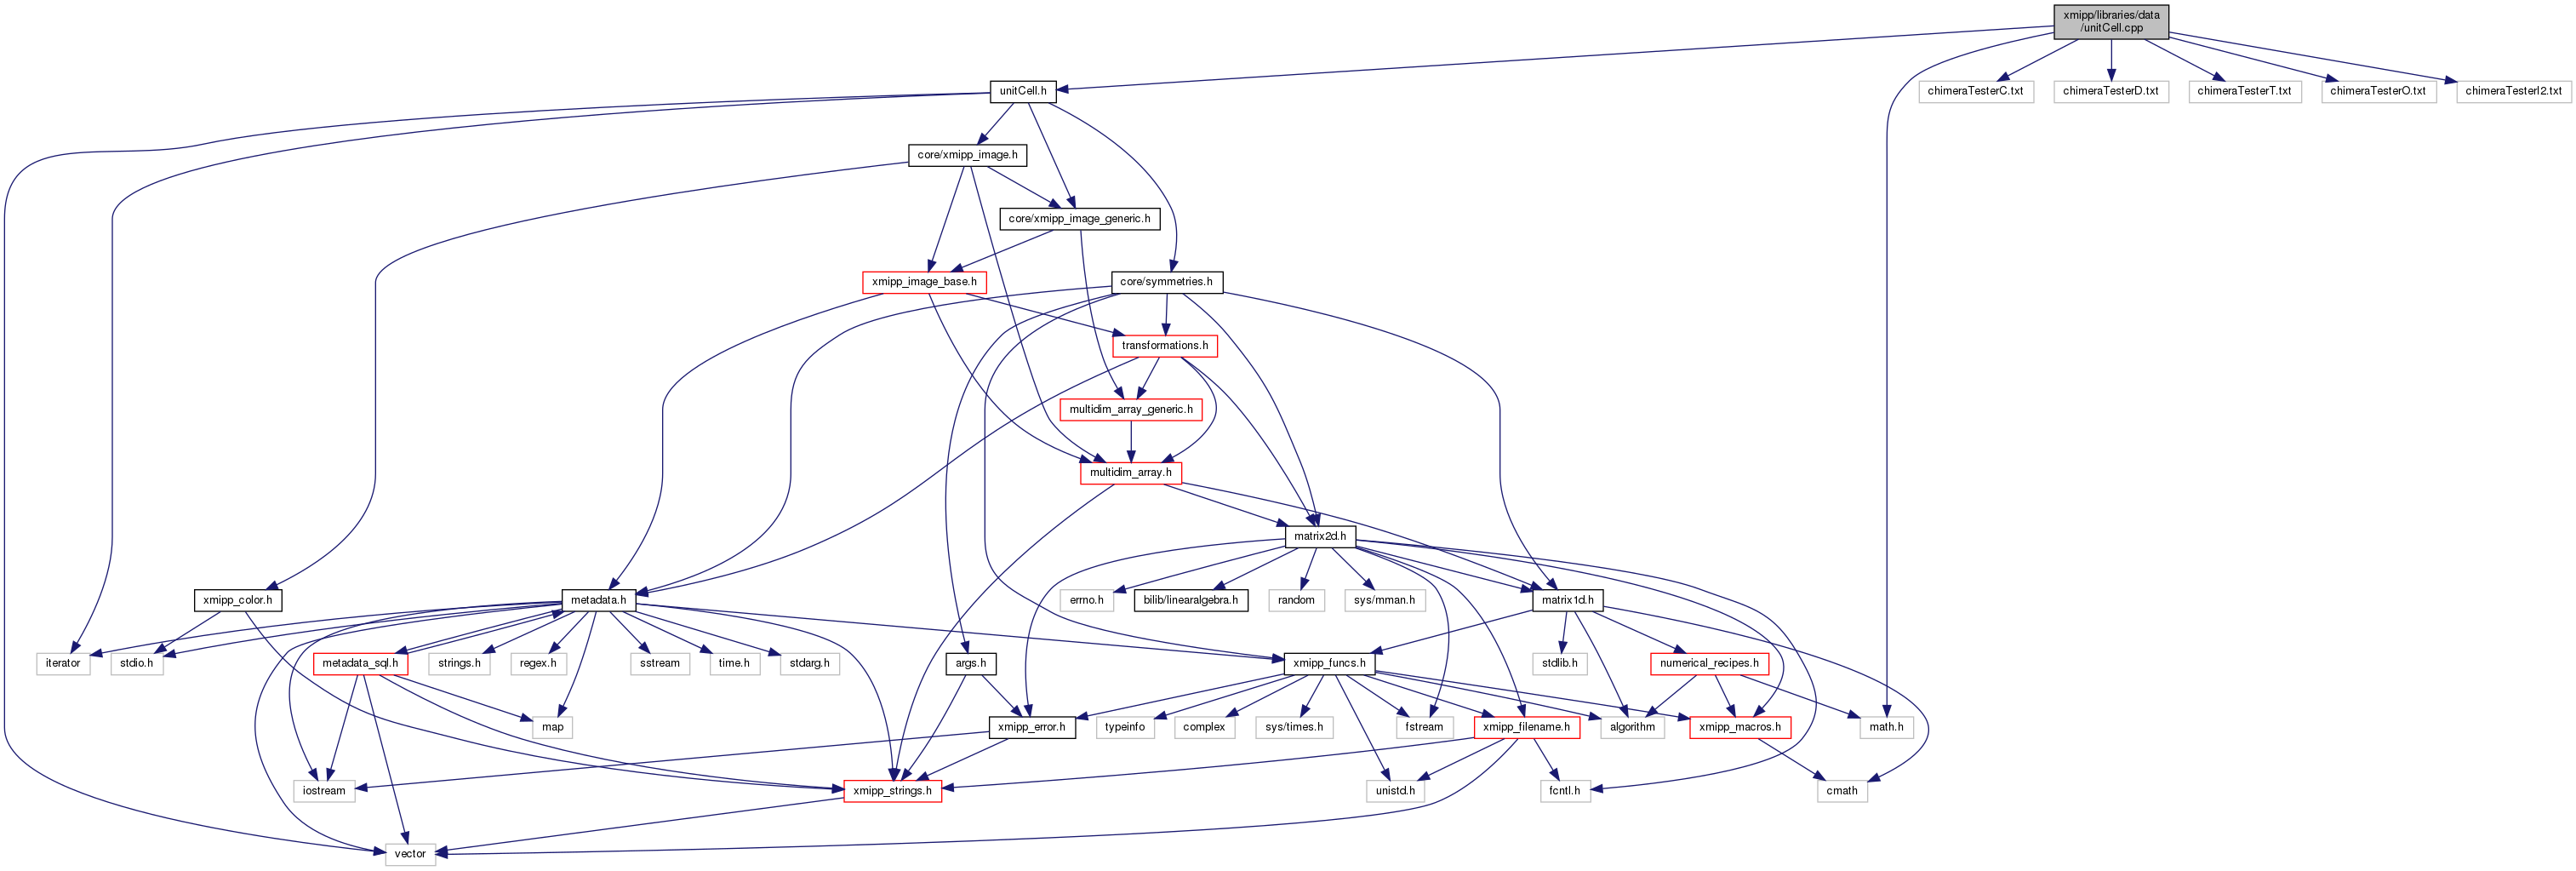 xmipp/libraries/data
/unitCell.cpp
unitCell.h
chimeraTesterC.txt
chimeraTesterD.txt
chimeraTesterT.txt
chimeraTesterO.txt
chimeraTesterI2.txt
core/xmipp_image.h
core/xmipp_image_generic.h
xmipp_image_base.h
core/symmetries.h
transformations.h
multidim_array_generic.h
multidim_array.h
matrix2d.h
xmipp_color.h
metadata.h
errno.h
bilib/linearalgebra.h
random
sys/mman.h
matrix1d.h
iterator
stdio.h
metadata_sql.h
strings.h
regex.h
sstream
time.h
stdarg.h
args.h
xmipp_funcs.h
stdlib.h
numerical_recipes.h
map
xmipp_error.h
typeinfo
complex
sys/times.h
fstream
xmipp_filename.h
algorithm
xmipp_macros.h
math.h
iostream
xmipp_strings.h
unistd.h
fcntl.h
cmath
vector